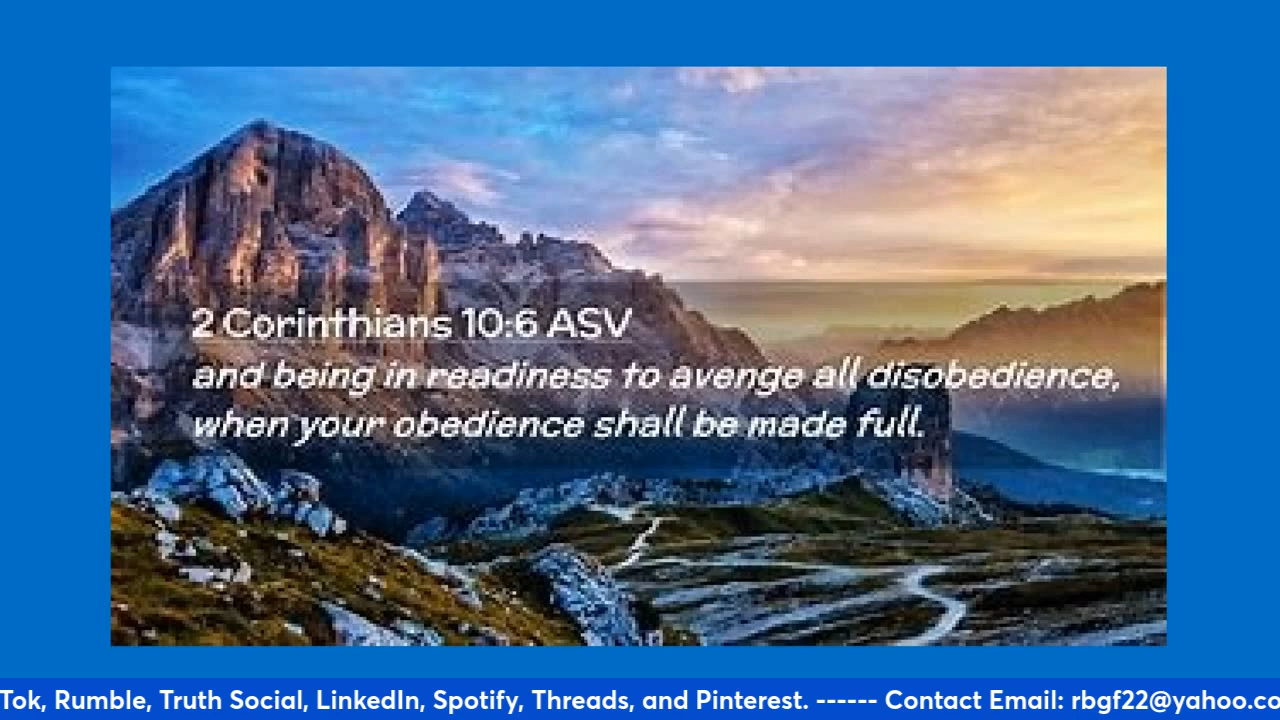 2 Corinthians 10:6 ASV
and being in readiness to avenge all disobedience,
when your obedience shall be made full.
Tok, Rumble, Truth Social, LinkedIn, Spotify, Threads, and Pinterest. ------ Contact Email: rbgf22@yahoo.co